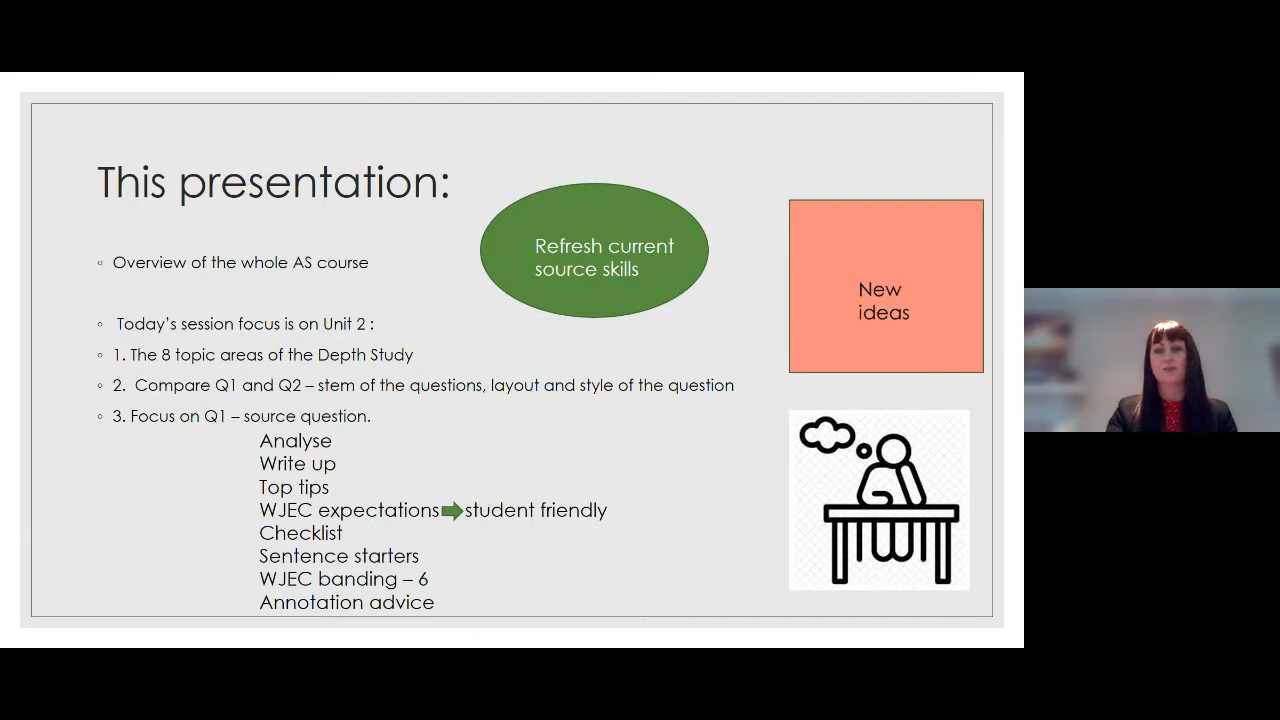 This presentation:
Refresh current
source skills
New
ideas
Overview of the whole AS course
Today's session focus is on Unit 2 :
1. The 8 topic areas of the Depth Study
2. Compare Q1 and Q2 – stem of the questions, layout and style of the question
3. Focus on Q1 – source question.
Analyse
Write up
Top tips
WJEC expectations student friendly
Checklist
Sentence starters
WJEC banding – 6
Annotation advice